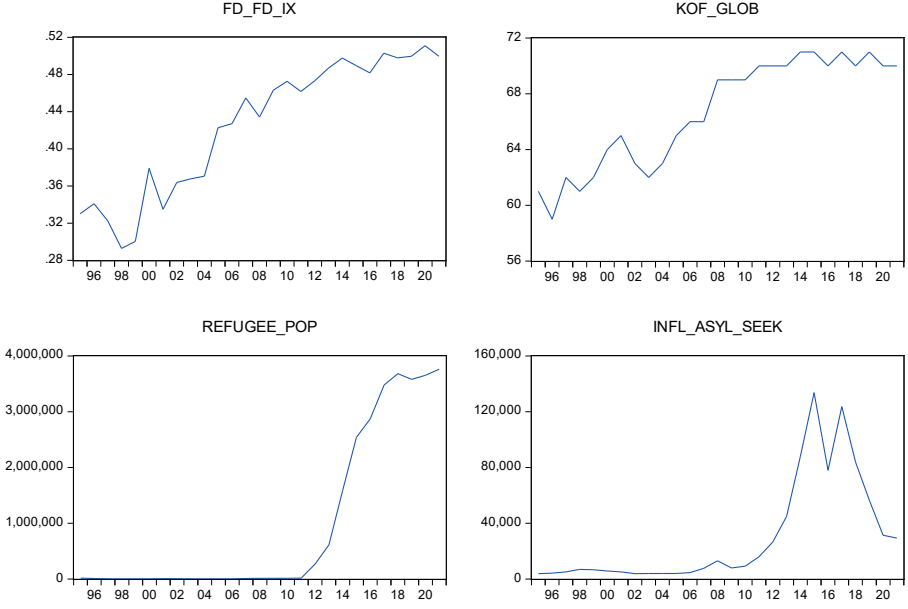 FD_FD_IX
.52
.48
.44
.40
.36
.32
.28
96 98 00 02 04 06 08 10 12 14 16 18 20
KOF_GLOB
72
68
64
60
56
96 98 00 02 04 06 08 10 12 14 16 18 20
REFUGEE_POP
4,000,000
3,000,000
2,000,000
1,000,000
0
96 98 00 02 04 06 08 10 12 14 16 18 20
INFL_ASYL_SEEK
160,000
120,000
80,000
40,000
0
96 98 00 02 04 06 08 10 12 14 16 18 20